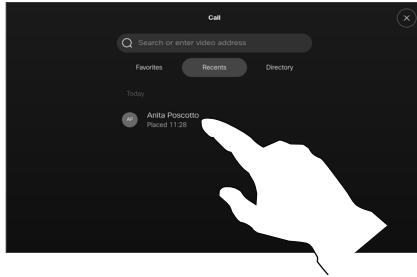 Call
Search or enter video address
Favorites Recents Directory
Today
AP
Anita Poscotto
Placed 11:28